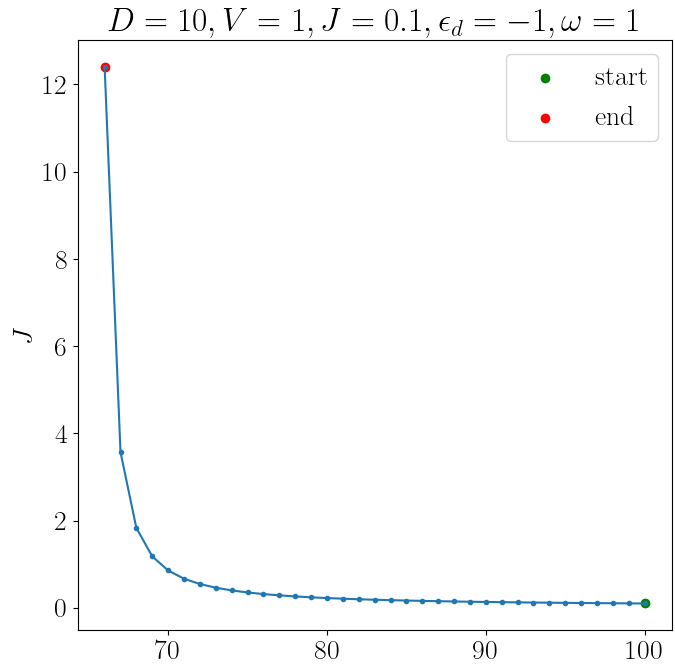 D = 10, V = 1, J = 0.1, ϵ_d = −1, ω = 1
start
end
12
10
8
6
4
2
0
J
70
80
90
100